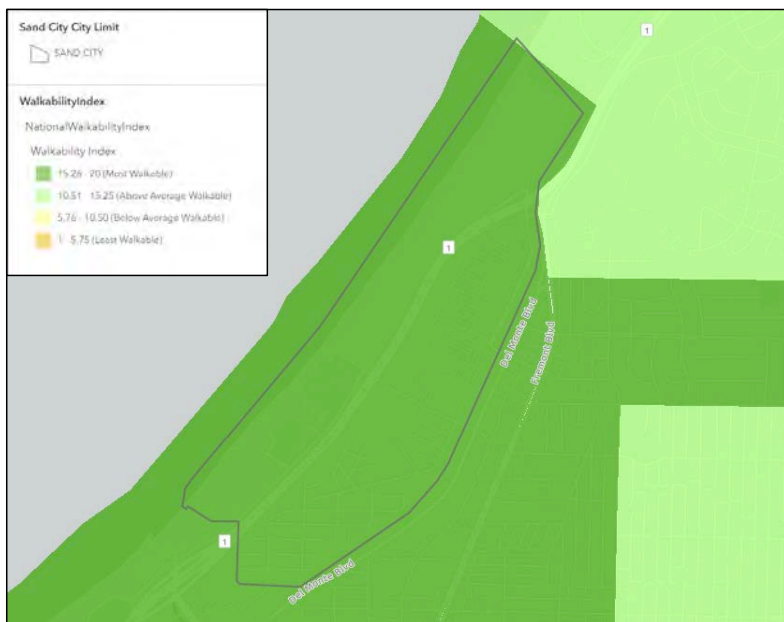 Sand City City Limit
SAND CITY
WalkabilityIndex
NationalWalkabilityIndex
Walkability Index
15.26 - 20 (Most Walkable)
10.51 - 15.25 (Above Average Walkable)
5.76 - 10.50 (Below Average Walkable)
1 - 5.75 (Least Walkable)
1
1
Del Monte Blvd
Fremont Blvd
1
Del Monte Blvd